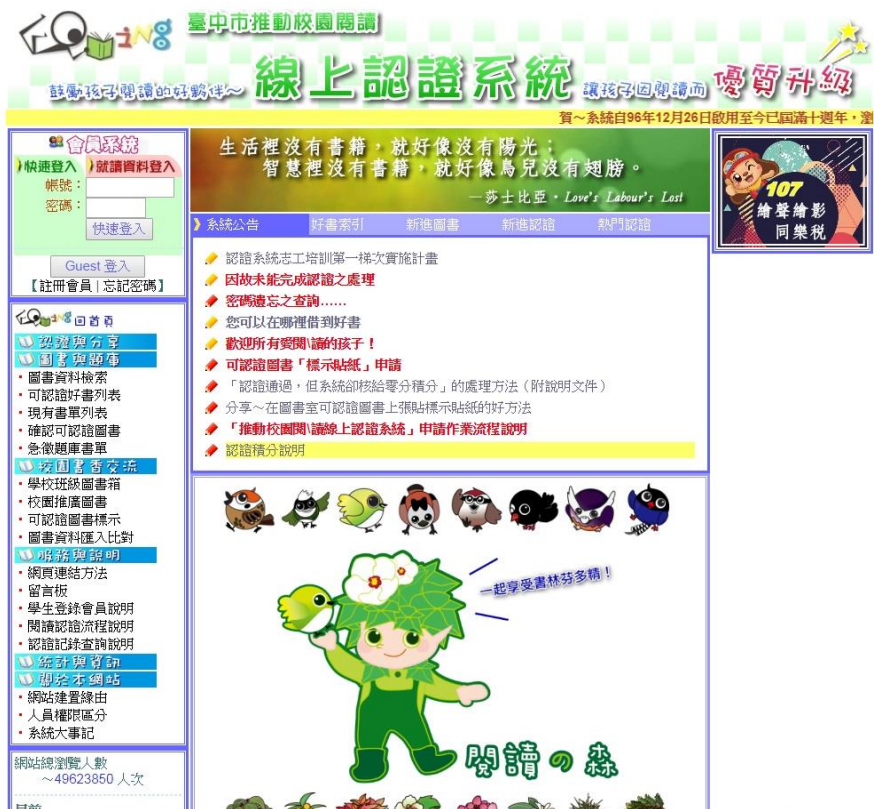 臺中市推動校園閱讀
鼓勵孩子閱讀的好夥伴~ 線上認證系統 讓孩子因閱讀而 優質升級
賀~系統自96年12月26日啟用至今已屆滿十週年,瀏
會員系統
快速登入 就讀資料登入
帳號:
密碼:
快速登入
Guest 登入
【註冊會員 | 忘記密碼】
回首頁
認證與分享
圖書與題庫
圖書資料檢索
可認證好書列表
現有書單列表
確認可認證圖書
急徵題庫書單
校園書香交流
學校班級圖書箱
校園推廣圖書
可認證圖書標示
圖書資料匯入比對
服務與說明
網頁連結方法
留言板
學生登錄會員說明
閱讀認證流程說明
認證記錄查詢說明
統計與資訊
關於本網站
網站建置緣由
人員權限區分
系統大事記
網站總瀏覽人數
~49623850 人次
生活裡沒有書籍,就好像沒有陽光;
智慧裡沒有書籍,就好像鳥兒沒有翅膀。
—莎士比亞・Love's Labour's Lost
》系統公告 好書索引 新進圖書 新進認證 熱門認證
認證系統志工培訓第一梯次實施計畫
因故未能完成認證之處理
密碼遺忘之查詢......
您可以在哪裡借到好書
歡迎所有愛閱\讀的孩子!
可認證圖書「標示貼紙」申請
「認證通過,但系統卻核給零分積分」的處理方法(附說明文件)
分享~在圖書室可認證圖書上張貼標示貼紙的好方法
「推動校園閱\讀線上認證系統」申請作業流程說明
認證積分說明
一起享受書林芬多精!
閱讀の森
107
繪聲繪影
同樂稅